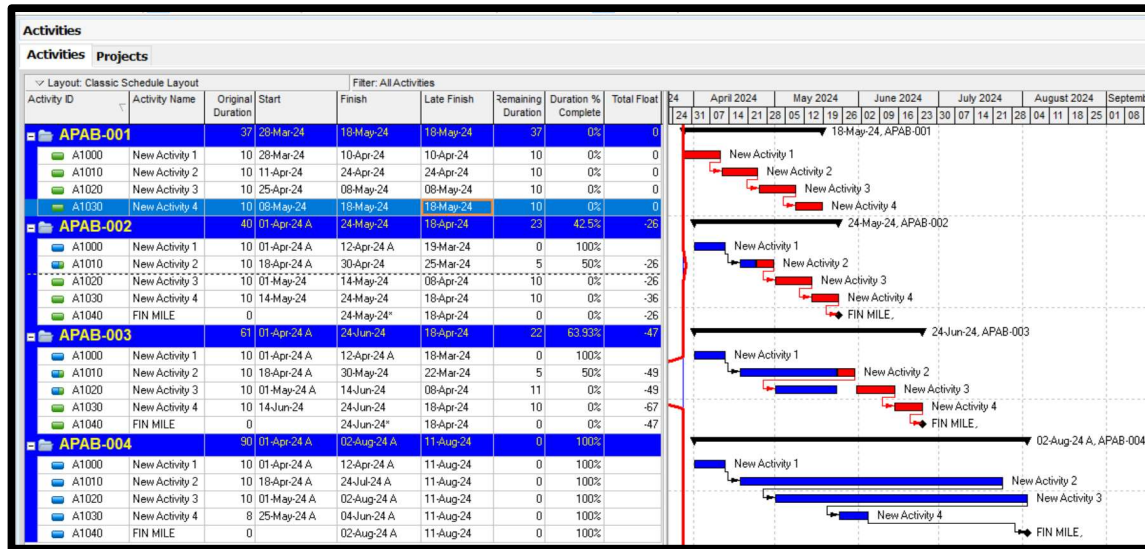 Activities
Activities Projects
Layout: Classic Schedule Layout Filter: All Activities
Activity ID Activity Name Original Duration Start Finish Late Finish Remaining Duration Duration % Complete Total Float
24 April 2024 May 2024 June 2024 July 2024 August 2024 Septemb
24 31 07 14 21 28 05 12 19 26 02 09 16 23 30 07 14 21 28 04 11 18 25 01 08
APAB-001 37 28-Mar-24 18-May-24 18-May-24 37 0% 0 18-May-24, APAB-001
A1000 New Activity 1 10 28-Mar-24 10-Apr-24 10-Apr-24 10 0% 0 New Activity 1
A1010 New Activity 2 10 11-Apr-24 24-Apr-24 24-Apr-24 10 0% 0 New Activity 2
A1020 New Activity 3 10 25-Apr-24 08-May-24 08-May-24 10 0% 0 New Activity 3
A1030 New Activity 4 10 08-May-24 18-May-24 18-May-24 10 0% 0 New Activity 4
APAB-002 40 01-Apr-24 A 24-May-24 18-Apr-24 23 42.5% -26 24-May-24, APAB-002
A1000 New Activity 1 10 01-Apr-24 A 12-Apr-24 A 19-Mar-24 0 100% New Activity 1
A1010 New Activity 2 10 18-Apr-24 A 30-Apr-24 25-Mar-24 5 50% -26 New Activity 2
A1020 New Activity 3 10 01-May-24 14-May-24 08-Apr-24 10 0% -26 New Activity 3
A1030 New Activity 4 10 14-May-24 24-May-24 18-Apr-24 10 0% -36 New Activity 4
A1040 FIN MILE 0 24-May-24* 18-Apr-24 0 0% -26 FIN MILE,
APAB-003 61 01-Apr-24 A 24-Jun-24 18-Apr-24 22 63.93% -47 24-Jun-24, APAB-003
A1000 New Activity 1 10 01-Apr-24 A 12-Apr-24 A 18-Mar-24 0 100% New Activity 1
A1010 New Activity 2 10 18-Apr-24 A 30-May-24 22-Mar-24 5 50% -49 New Activity 2
A1020 New Activity 3 10 01-May-24 A 14-Jun-24 08-Apr-24 11 0% -49 New Activity 3
A1030 New Activity 4 10 14-Jun-24 24-Jun-24 18-Apr-24 10 0% -67 New Activity 4
A1040 FIN MILE 0 24-Jun-24* 18-Apr-24 0 0% -47 FIN MILE,
APAB-004 90 01-Apr-24 A 02-Aug-24 A 11-Aug-24 0 100% 02-Aug-24 A, APAB-004
A1000 New Activity 1 10 01-Apr-24 A 12-Apr-24 A 11-Aug-24 0 100% New Activity 1
A1010 New Activity 2 10 18-Apr-24 A 24-Jul-24 A 11-Aug-24 0 100% New Activity 2
A1020 New Activity 3 10 01-May-24 A 02-Aug-24 A 11-Aug-24 0 100% New Activity 3
A1030 New Activity 4 8 25-May-24 A 04-Jun-24 A 11-Aug-24 0 100% New Activity 4
A1040 FIN MILE 0 02-Aug-24 A 11-Aug-24 0 100% FIN MILE,